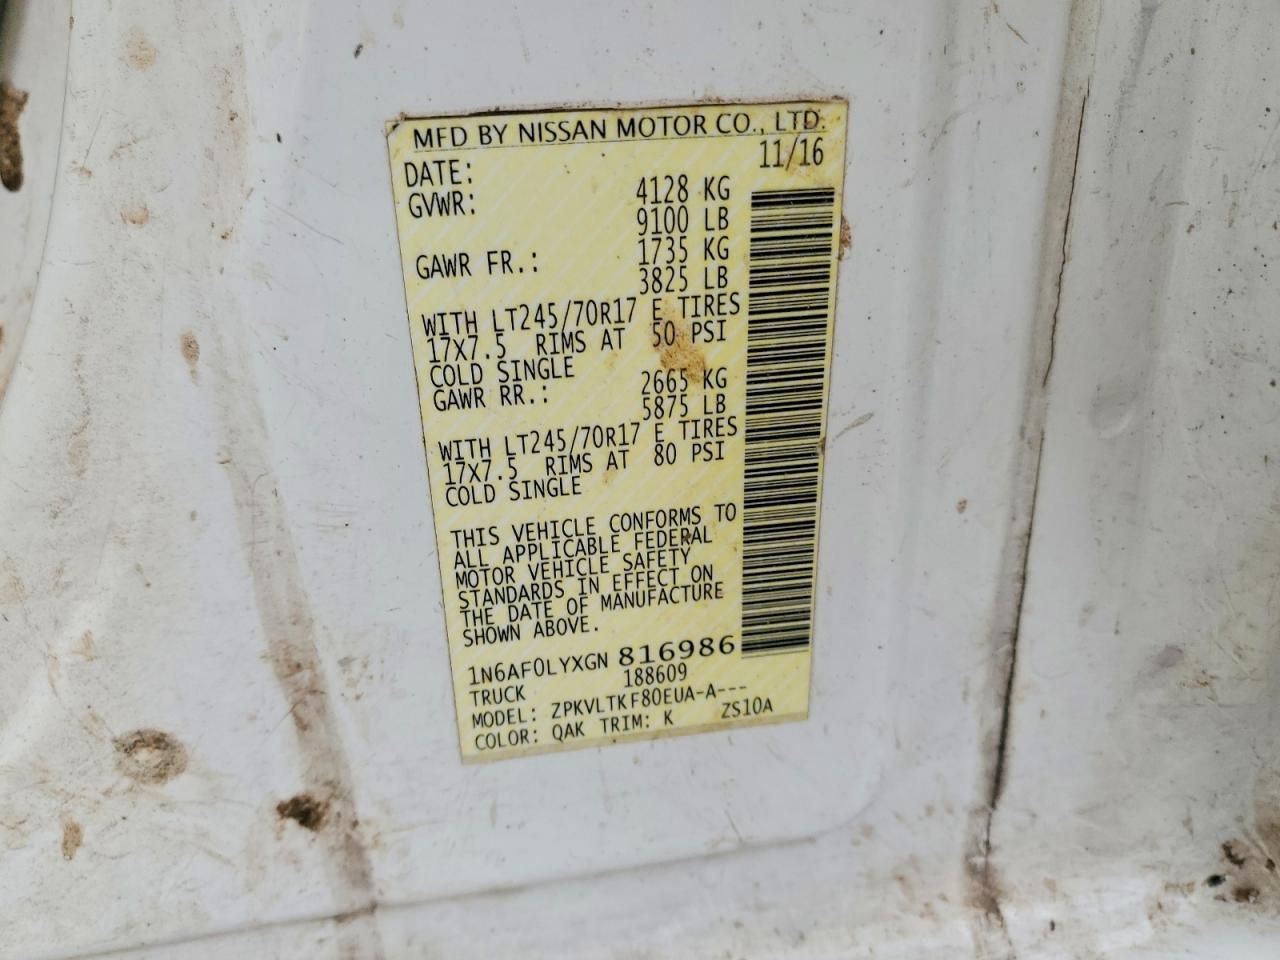 MFD BY NISSAN MOTOR CO., LTD.
DATE: 11/16
GVWR: 4128 KG
9100 LB
GAWR FR.: 1735 KG
3825 LB
WITH LT245/70R17 E TIRES
17X7.5 RIMS AT 50 PSI
COLD SINGLE
GAWR RR.: 2665 KG
5875 LB
WITH LT245/70R17 E TIRES
17X7.5 RIMS AT 80 PSI
COLD SINGLE
THIS VEHICLE CONFORMS TO
ALL APPLICABLE FEDERAL
MOTOR VEHICLE SAFETY
STANDARDS IN EFFECT ON
THE DATE OF MANUFACTURE
SHOWN ABOVE.
1N6AF0LYXGN 816986
TRUCK 188609
MODEL: ZPKVLTKF80EUA-A---
COLOR: QAK TRIM: K ZS10A